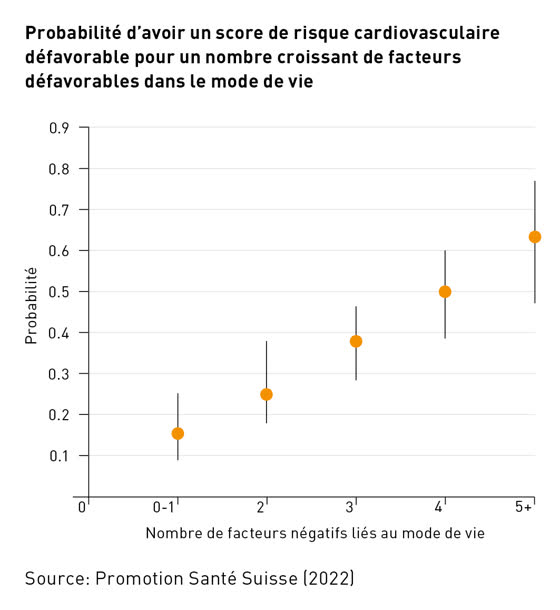 Probabilité d’avoir un score de risque cardiovasculaire
défavorable pour un nombre croissant de facteurs
défavorables dans le mode de vie
0.9
0.8
0.7
0.6
0.5
0.4
0.3
0.2
0.1
Probabilité
0
0-1
2
3
4
5+
Nombre de facteurs négatifs liés au mode de vie
Source: Promotion Santé Suisse (2022)